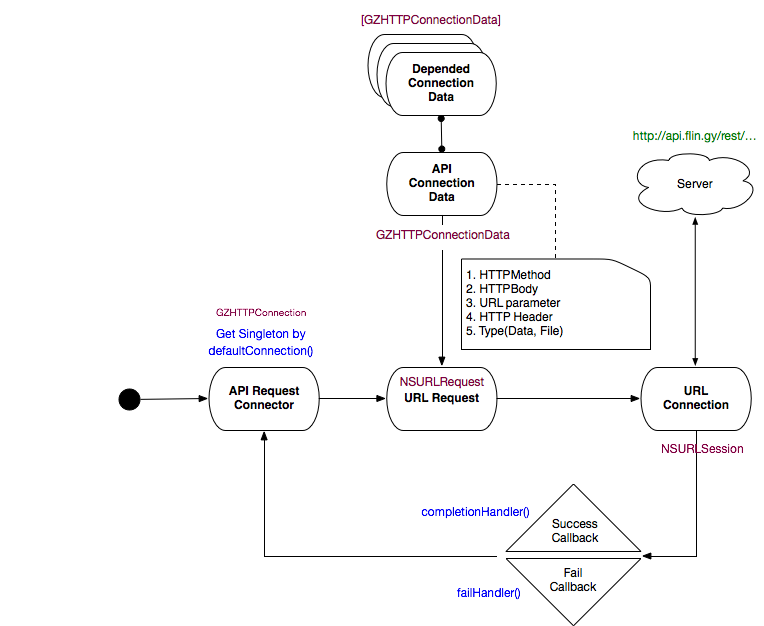 [GZHTTPConnectionData]
Depended
Connection
Data
http://api.flin.gy/rest/...
API
Connection
Data
Server
GZHTTPConnectionData
1. HTTPMethod
2. HTTPBody
3. URL parameter
4. HTTP Header
5. Type(Data, File)
GZHTTPConnection
Get Singleton by
defaultConnection()
API Request
Connector
NSURLRequest
URL Request
URL
Connection
NSURLSession
completionHandler()
Success
Callback
Fail
Callback
failHandler()